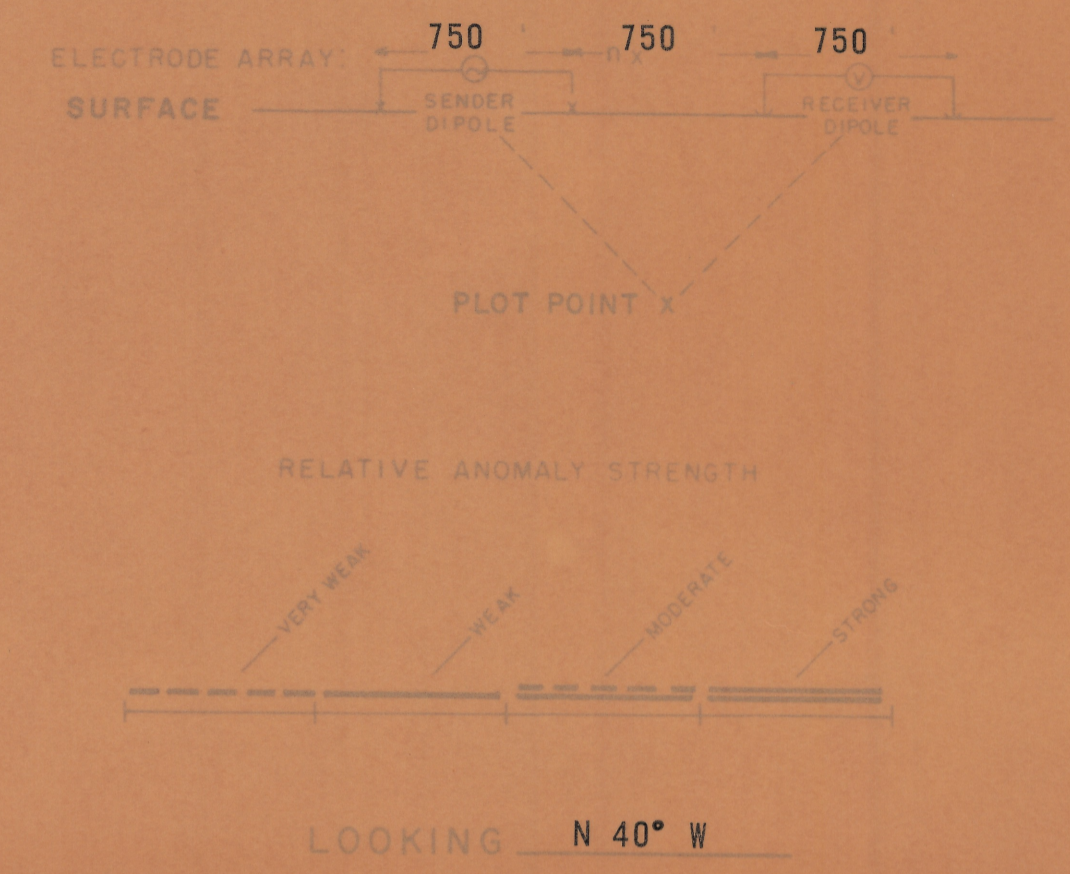 750 750 750
ELECTRODE ARRAY: n x
SURFACE
SENDER DIPOLE
V
RECEIVER DIPOLE
PLOT POINT X
RELATIVE ANOMALY STRENGTH
VERY WEAK
WEAK
MODERATE
STRONG
LOOKING N 40° W